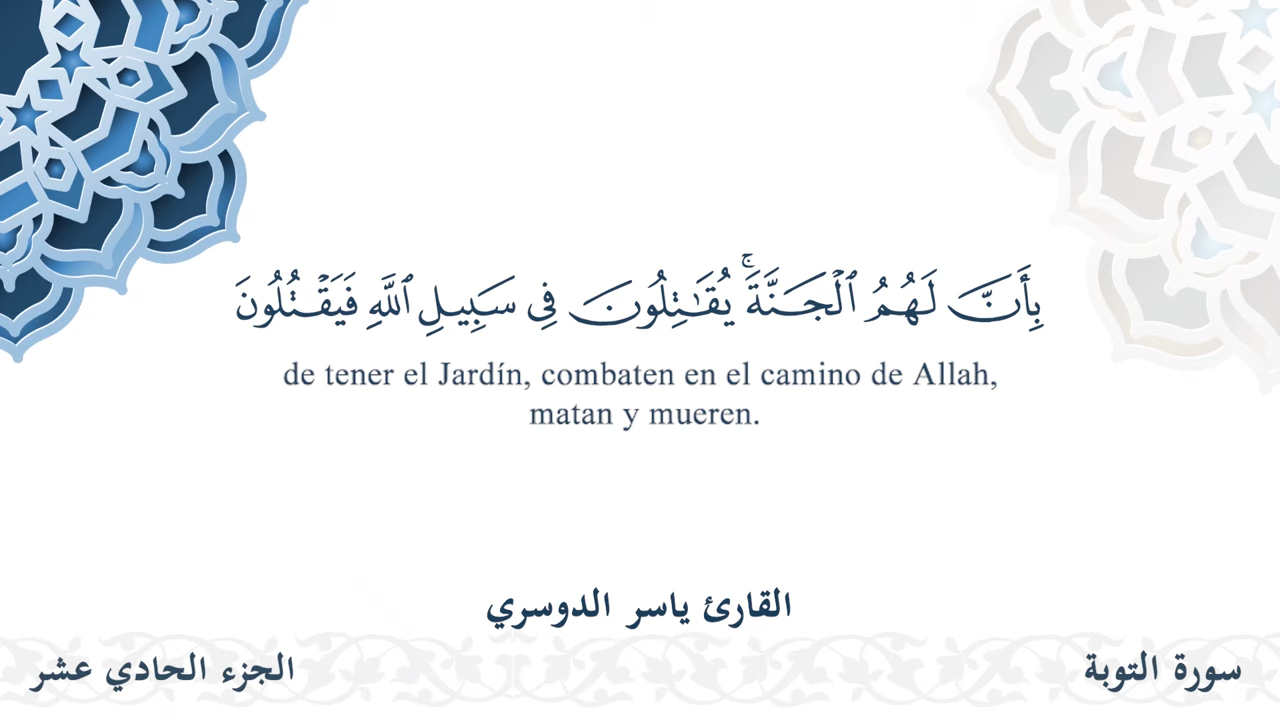 بِأَنَّ لَهُمُ ٱلْجَنَّةَۚ يُقَٰتِلُونَ فِى سَبِيلِ ٱللَّهِ فَيَقْتُلُونَ
de tener el Jardín, combaten en el camino de Allah,
matan y mueren.
القارئ ياسر الدوسري
سورة التوبة
الجزء الحادي عشر